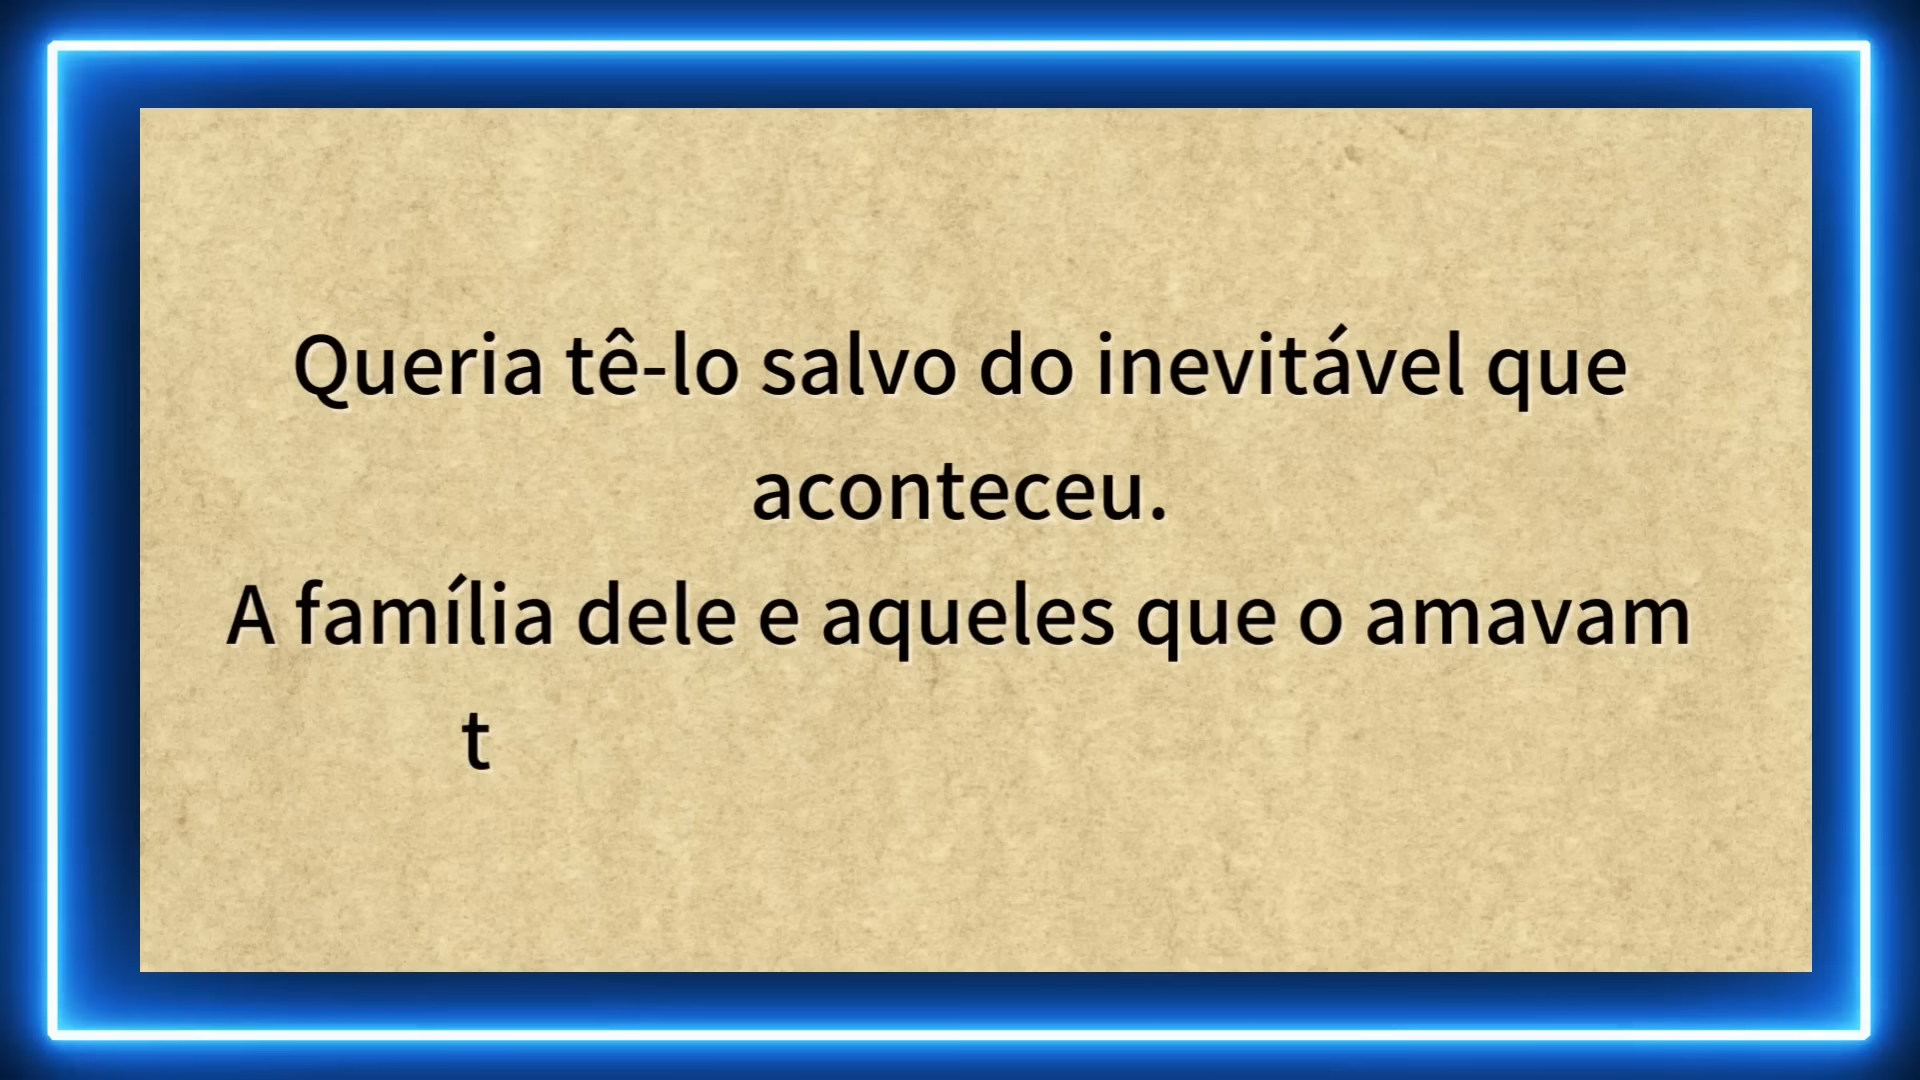 Queria tê-lo salvo do inevitável que
aconteceu.
A família dele e aqueles que o amavam
t